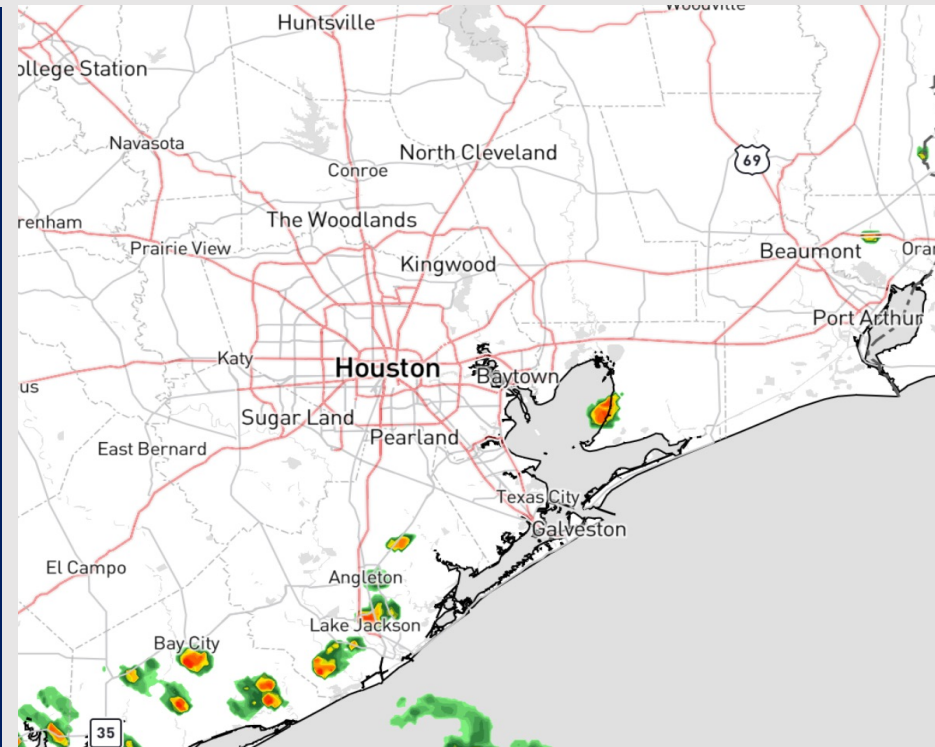 Woodville
Huntsville
ollege Station
Navasota
North Cleveland
69
Conroe
renham
The Woodlands
Prairie View
Beaumont
Oran
Kingwood
Port Arthur
Katy
Houston
us
Baytown
Sugar Land
Pearland
East Bernard
Texas City
Galveston
El Campo
Angleton
Lake Jackson
Bay City
35